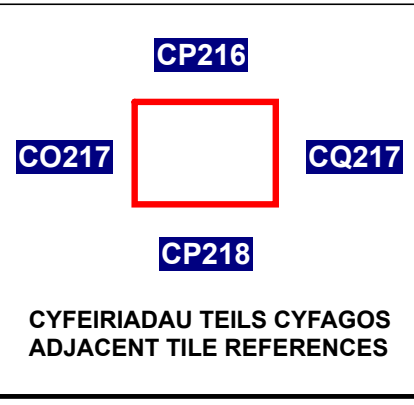 CP216
CO217 CQ217
CP218
CYFEIRIADAU TEILS CYFAGOS
ADJACENT TILE REFERENCES